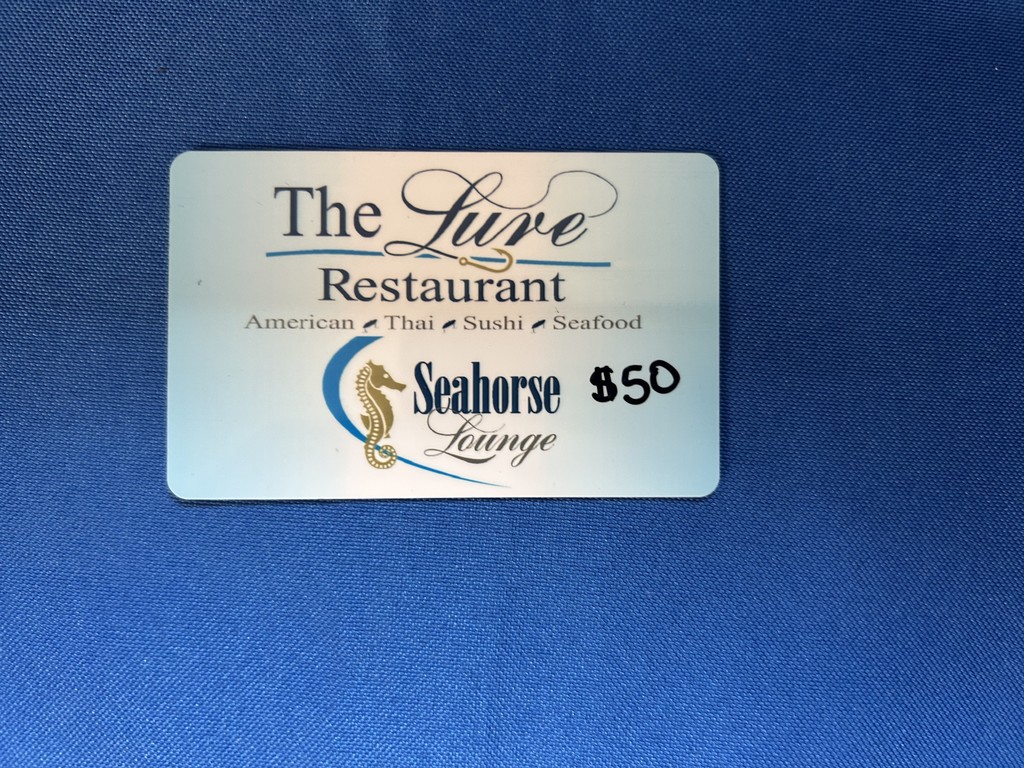 The Lure
Restaurant
American Thai Sushi Seafood
Seahorse
Lounge
$50